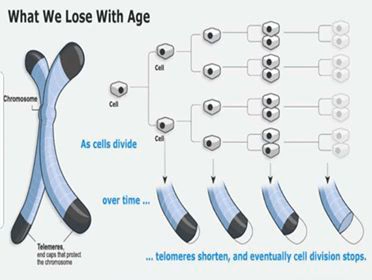 What We Lose With Age
Chromosome
Cell
Cell
Cell
As cells divide
over time ...
Telomeres,
end caps that protect
the chromosome
... telomeres shorten, and eventually cell division stops.